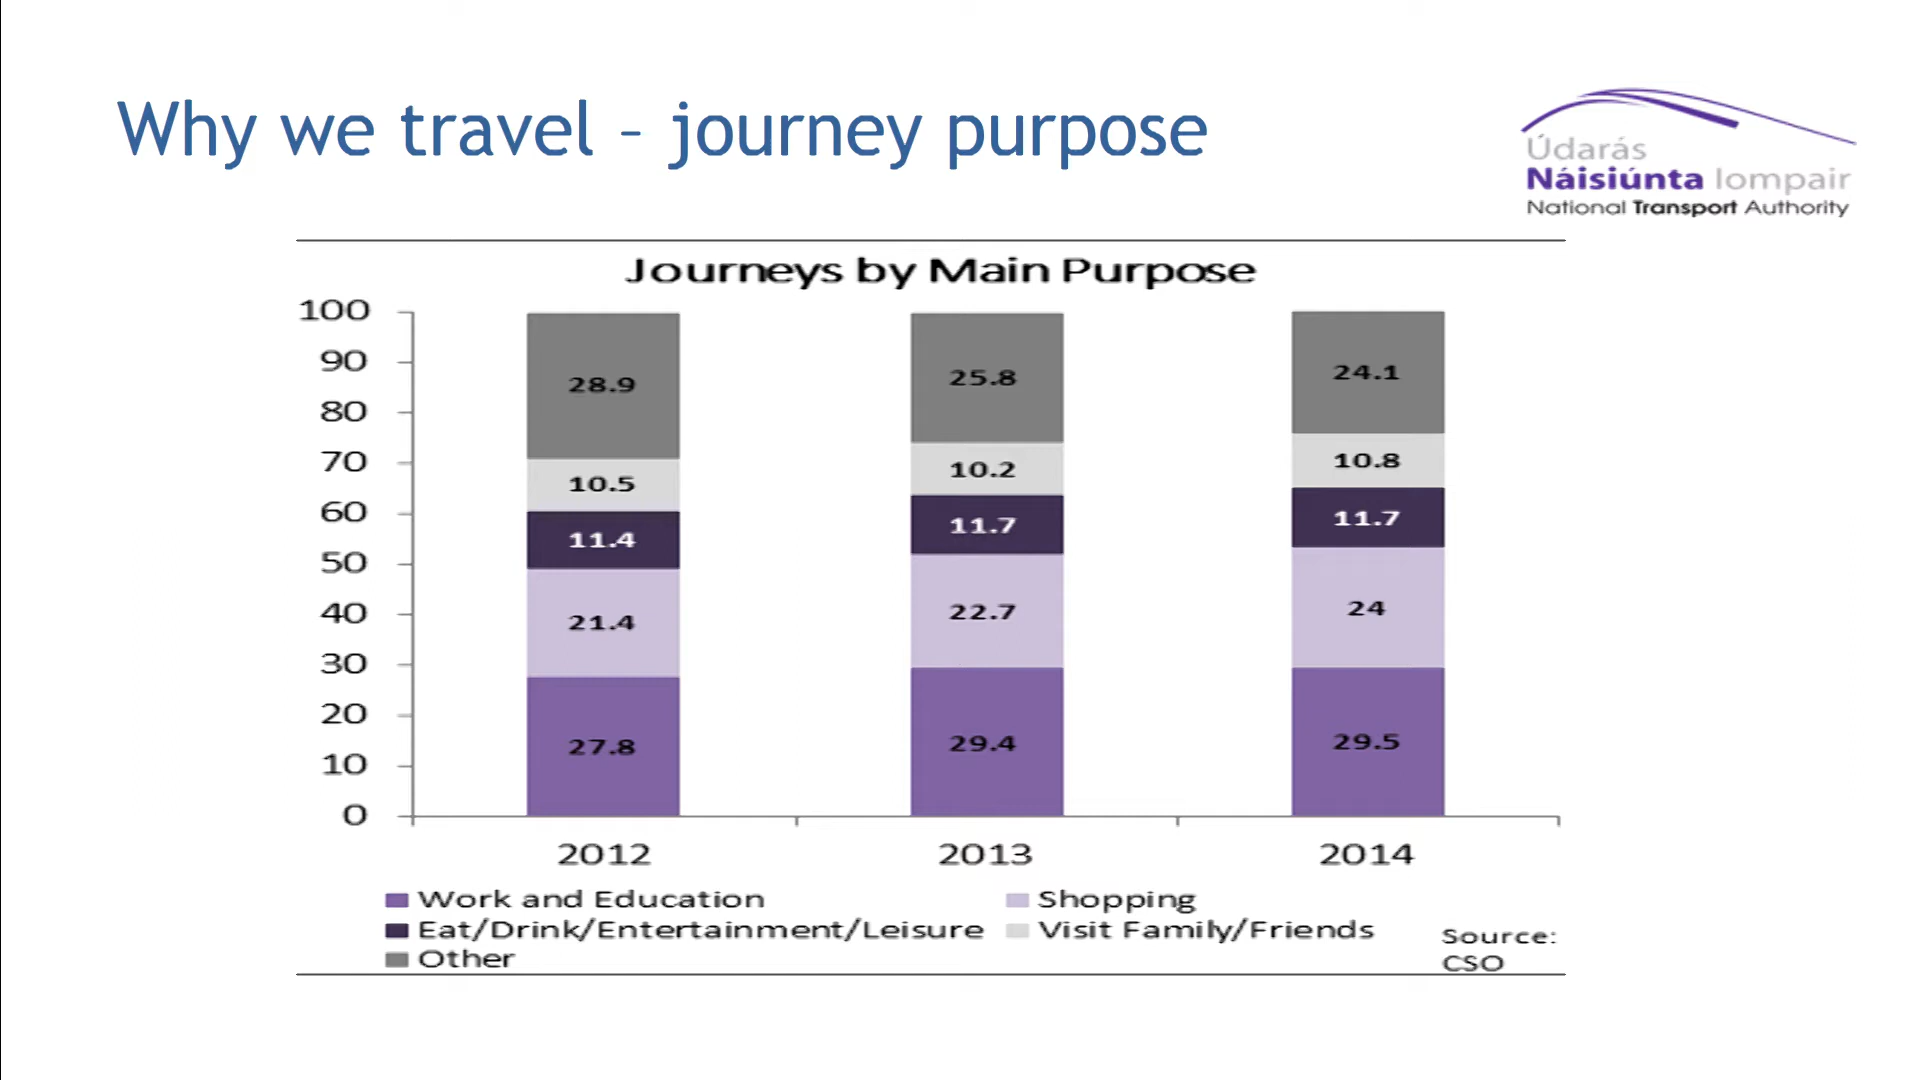 Why we travel – journey purpose
Údarás
Náisiúnta Iompair
National Transport Authority
Journeys by Main Purpose
100
90
80
70
60
50
40
30
20
10
0
28.9
10.5
11.4
21.4
27.8
25.8
10.2
11.7
22.7
29.4
24.1
10.8
11.7
24
29.5
2012 2013 2014
Work and Education Shopping
Eat/Drink/Entertainment/Leisure Visit Family/Friends
Other
Source:
CSO